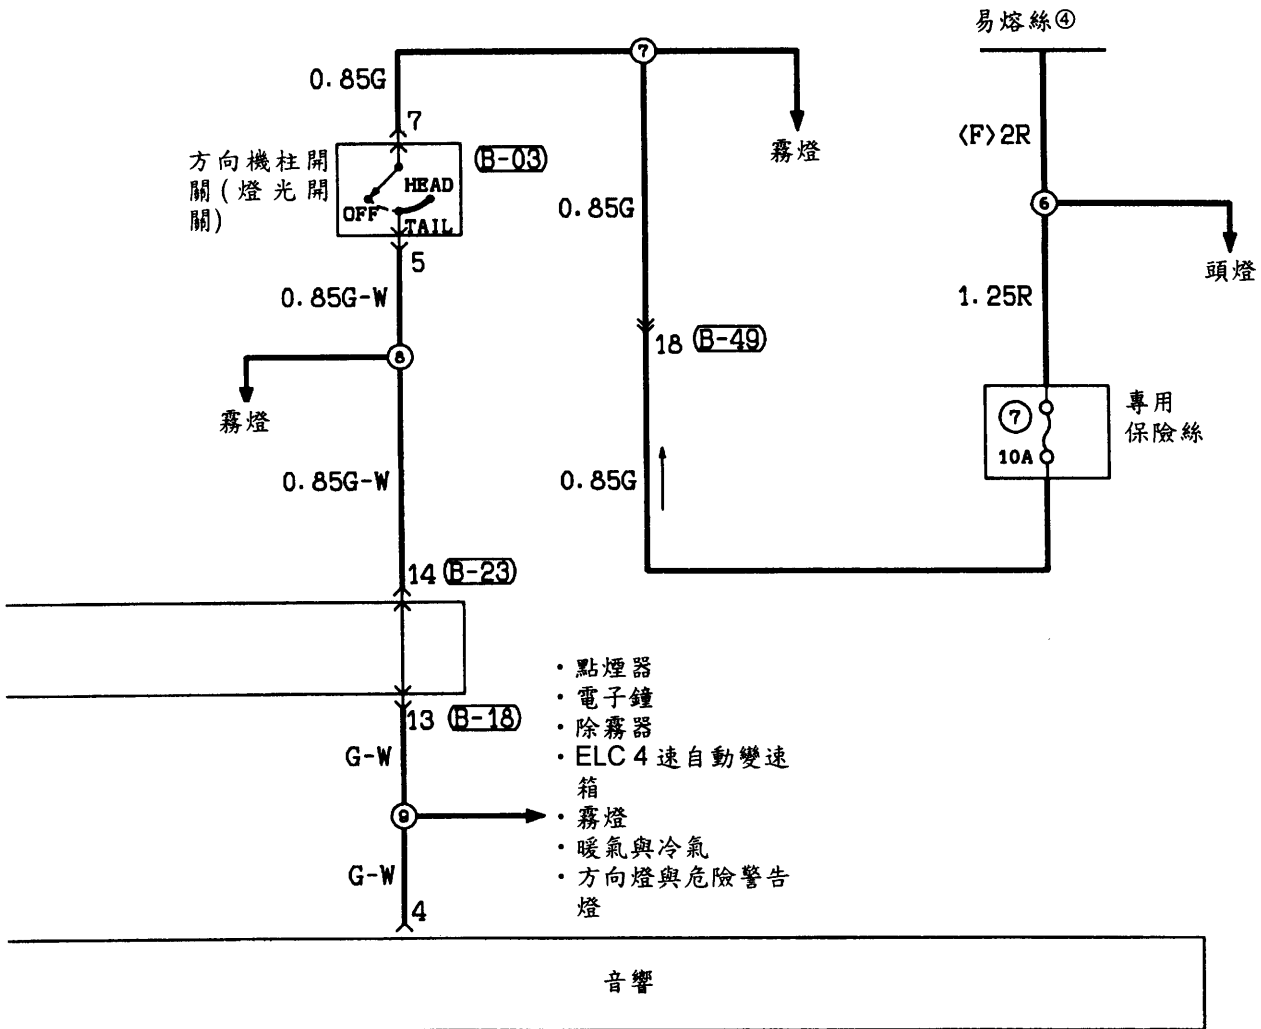 易熔絲④
7
0.85G
〈F〉2R
7
霧燈
方向機柱開
關(燈光開
關)
B-03
HEAD
OFF
TAIL
0.85G
6
5
頭燈
0.85G-W
1.25R
18 B-49
8
霧燈
專用
保險絲
7
10A
0.85G-W
0.85G
14 B-23
・點煙器
・電子鐘
・除霧器
・ELC 4 速自動變速
箱
・霧燈
・暖氣與冷氣
・方向燈與危險警告
燈
13 B-18
G-W
9
G-W
4
音響